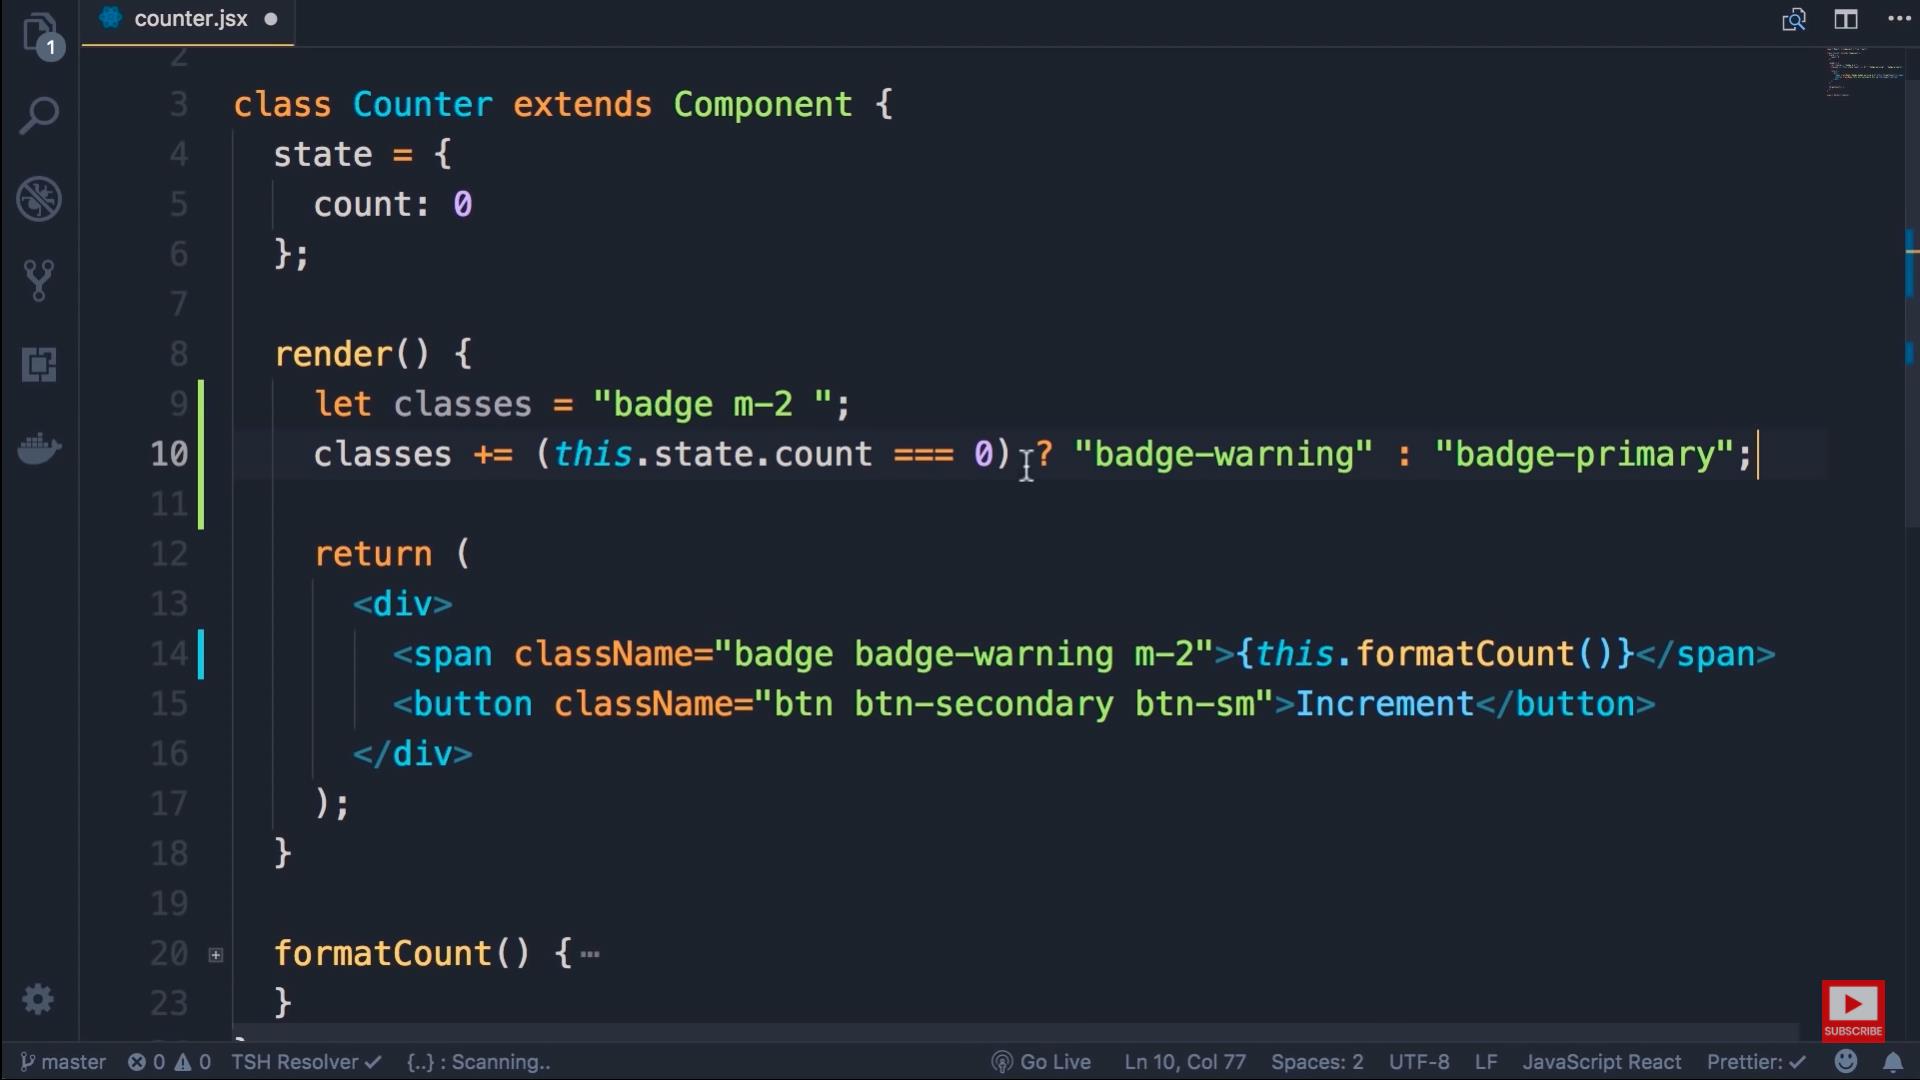 1
counter.jsx
2
3 class Counter extends Component {
4 state = {
5 count: 0
6 };
7
8 render() {
9 let classes = "badge m-2 ";
10 classes += (this.state.count === 0) ? "badge-warning" : "badge-primary";
11
12 return (
13 <div>
14 <span className="badge badge-warning m-2">{this.formatCount()}</span>
15 <button className="btn btn-secondary btn-sm">Increment</button>
16 </div>
17 );
18 }
19
20 formatCount() {
23 }
SUBSCRIBE
master 0 0 TSH Resolver {..} : Scanning.. Go Live Ln 10, Col 77 Spaces: 2 UTF-8 LF JavaScript React Prettier: